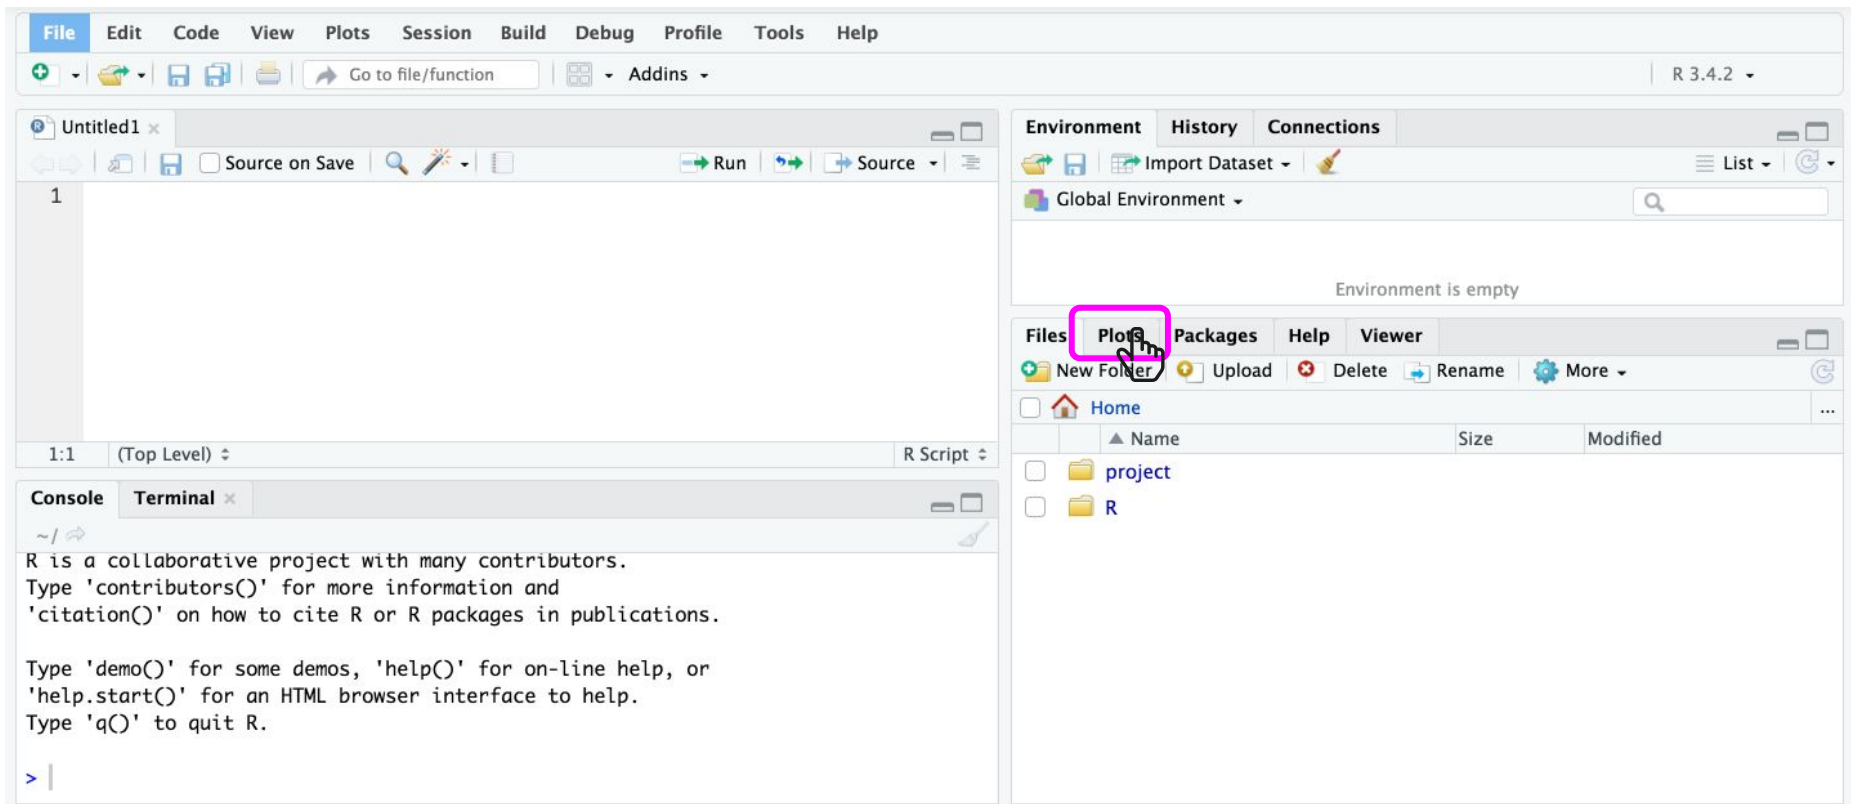 File Edit Code View Plots Session Build Debug Profile Tools Help
Go to file/function Addins R 3.4.2
Untitled1
Source on Save Run Source
1
1:1 (Top Level) R Script
Console Terminal
~/
R is a collaborative project with many contributors.
Type 'contributors()' for more information and
'citation()' on how to cite R or R packages in publications.
Type 'demo()' for some demos, 'help()' for on-line help, or
'help.start()' for an HTML browser interface to help.
Type 'q()' to quit R.
>
Environment History Connections
Import Dataset List
Global Environment
Environment is empty
Files Plots Packages Help Viewer
New Folder Upload Delete Rename More
Home ...
Name Size Modified
project
R